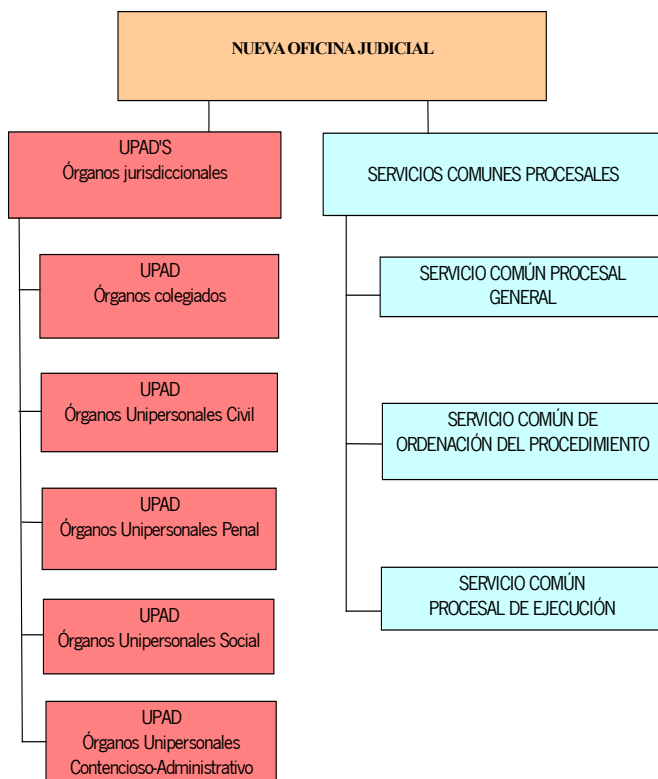 NUEVA OFICINA JUDICIAL
UPAD'S
Órganos jurisdiccionales
SERVICIOS COMUNES PROCESALES
UPAD
Órganos colegiados
SERVICIO COMÚN PROCESAL
GENERAL
UPAD
Órganos Unipersonales Civil
SERVICIO COMÚN DE
ORDENACIÓN DEL PROCEDIMIENTO
UPAD
Órganos Unipersonales Penal
SERVICIO COMÚN
PROCESAL DE EJECUCIÓN
UPAD
Órganos Unipersonales Social
UPAD
Órganos Unipersonales
Contencioso-Administrativo